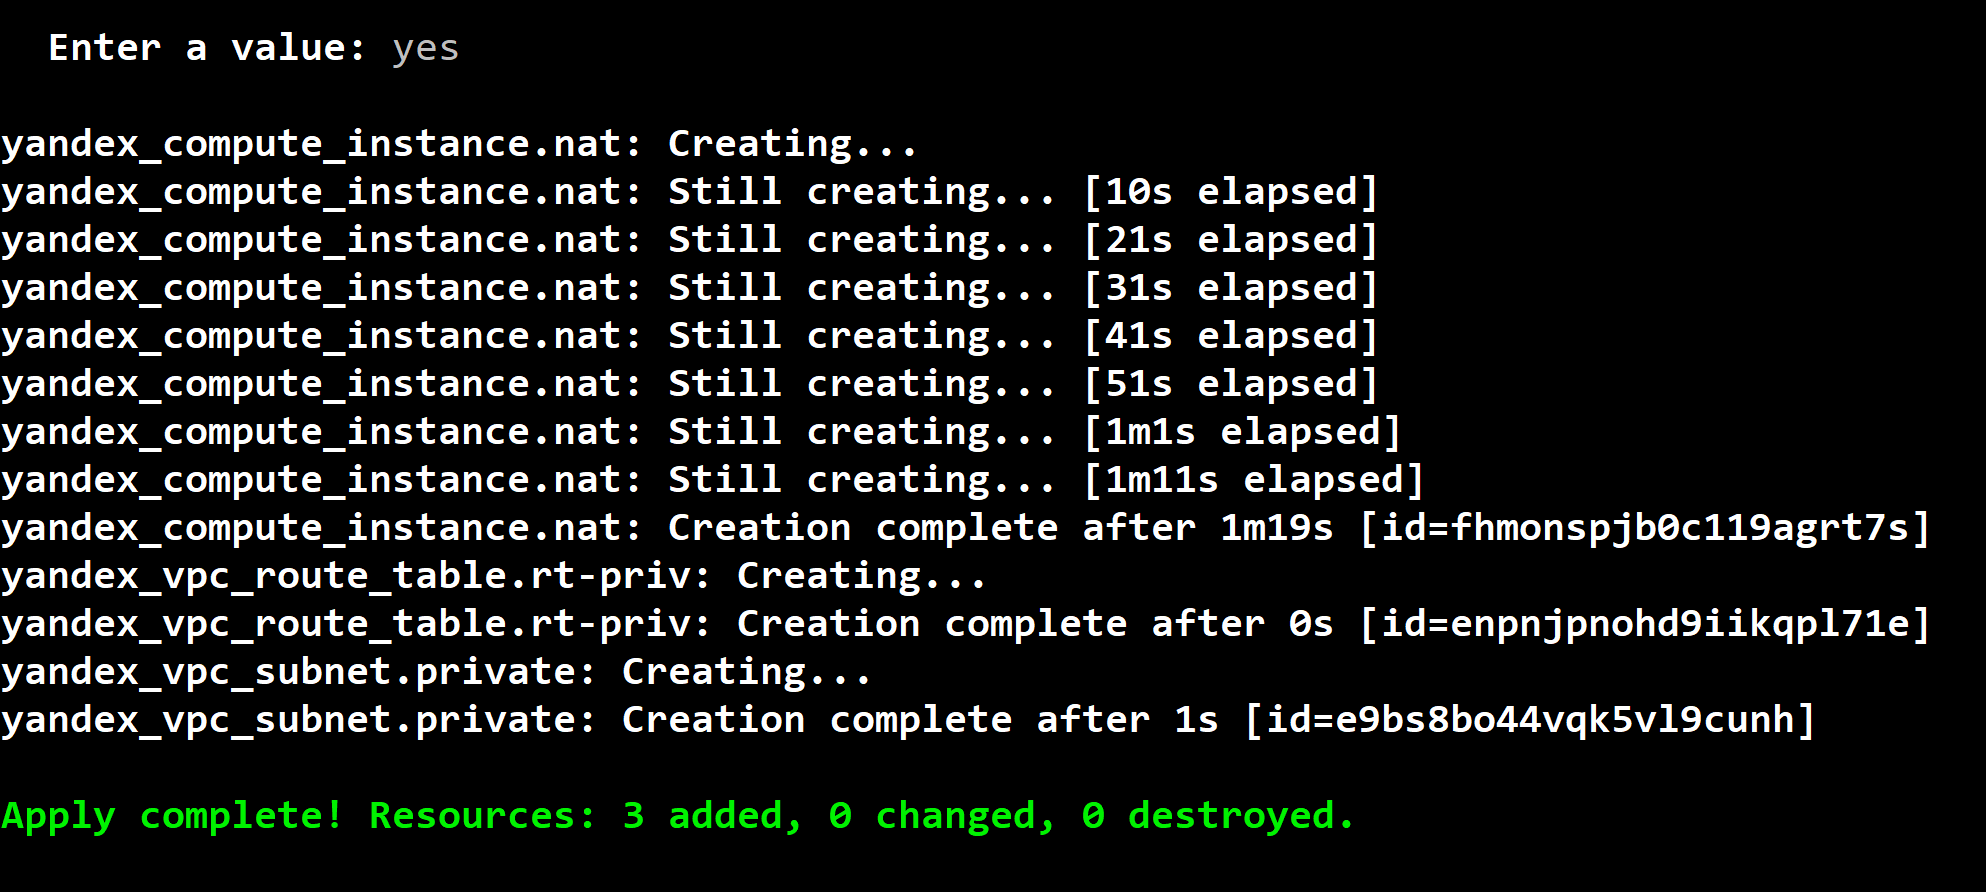 Enter a value: yes
yandex_compute_instance.nat: Creating...
yandex_compute_instance.nat: Still creating... [10s elapsed]
yandex_compute_instance.nat: Still creating... [21s elapsed]
yandex_compute_instance.nat: Still creating... [31s elapsed]
yandex_compute_instance.nat: Still creating... [41s elapsed]
yandex_compute_instance.nat: Still creating... [51s elapsed]
yandex_compute_instance.nat: Still creating... [1m1s elapsed]
yandex_compute_instance.nat: Still creating... [1m11s elapsed]
yandex_compute_instance.nat: Creation complete after 1m19s [id=fhmonspjb0c119agrt7s]
yandex_vpc_route_table.rt-priv: Creating...
yandex_vpc_route_table.rt-priv: Creation complete after 0s [id=enpnjpnohd9iikqpl71e]
yandex_vpc_subnet.private: Creating...
yandex_vpc_subnet.private: Creation complete after 1s [id=e9bs8bo44vqk5vl9cunh]
Apply complete! Resources: 3 added, 0 changed, 0 destroyed.